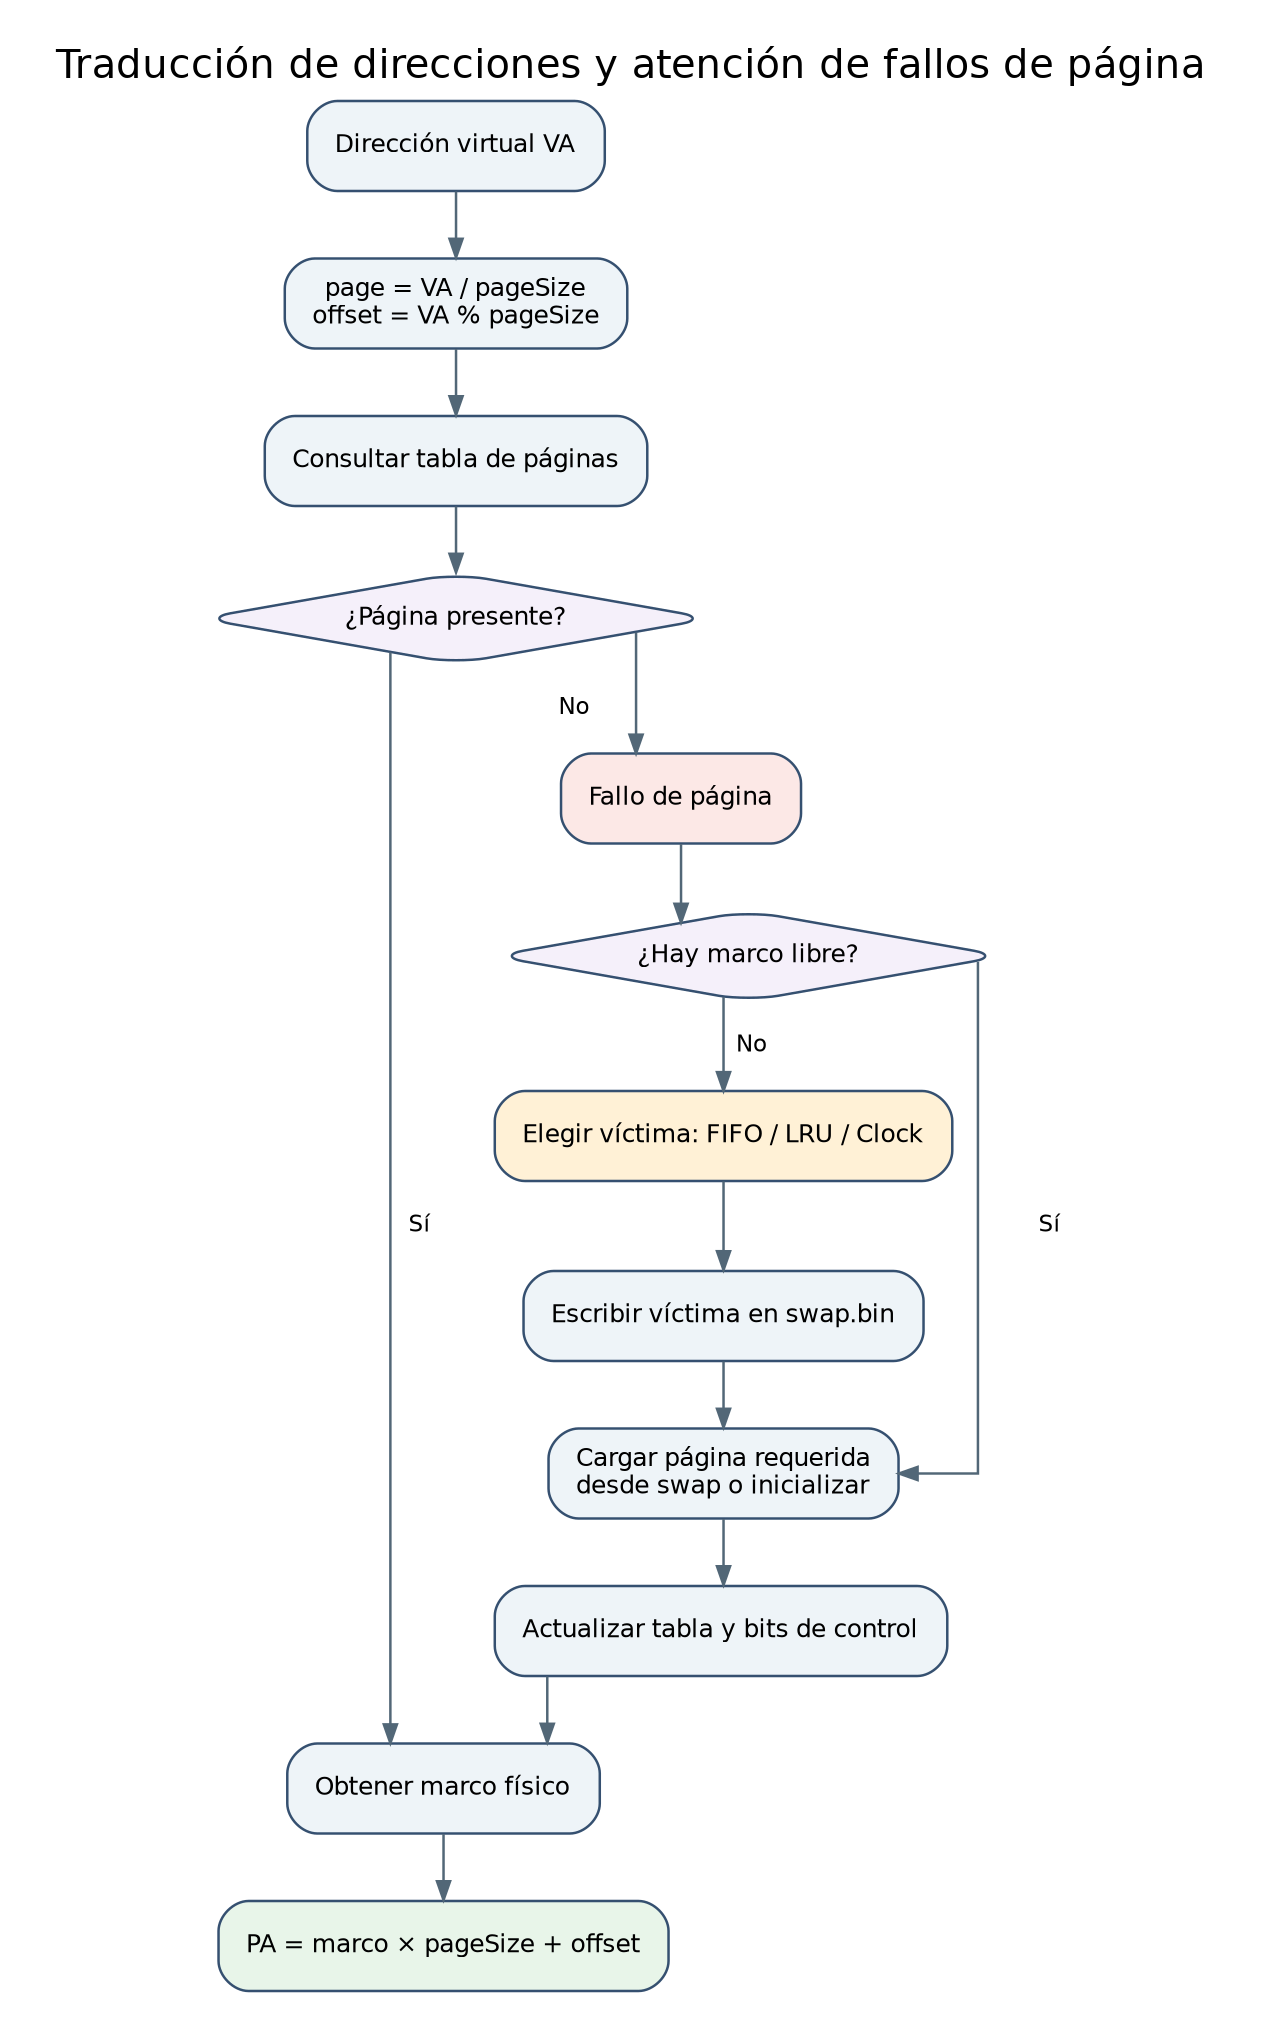 Traducción de direcciones y atención de fallos de página
Dirección virtual VA
page = VA / pageSize
offset = VA % pageSize
Consultar tabla de páginas
¿Página presente?
No
Fallo de página
¿Hay marco libre?
No
Elegir víctima: FIFO / LRU / Clock
Sí
Sí
Escribir víctima en swap.bin
Cargar página requerida
desde swap o inicializar
Actualizar tabla y bits de control
Obtener marco físico
PA = marco × pageSize + offset